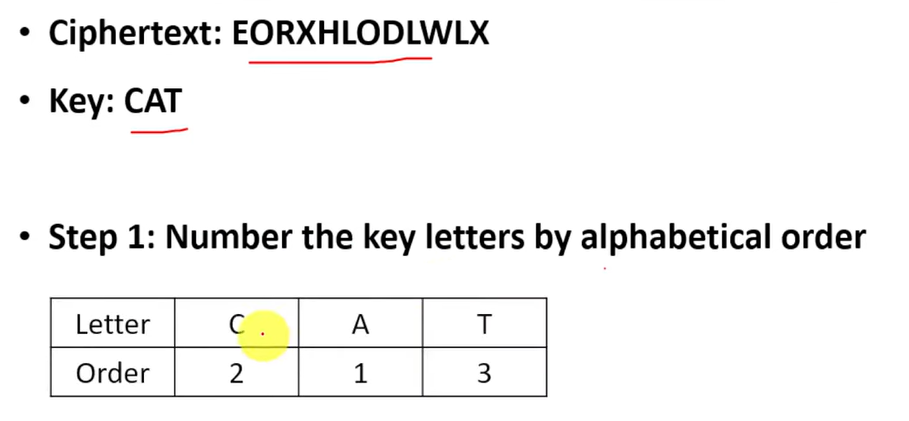 • Ciphertext: EORXHLODLWLX
• Key: CAT
• Step 1: Number the key letters by alphabetical order
Letter C A T
Order 2 1 3